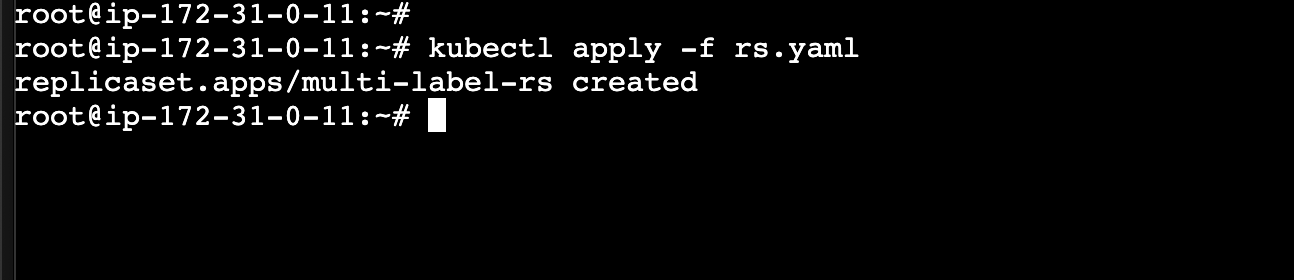 root@ip-172-31-0-11:~#
root@ip-172-31-0-11:~# kubectl apply -f rs.yaml
replicaset.apps/multi-label-rs created
root@ip-172-31-0-11:~#